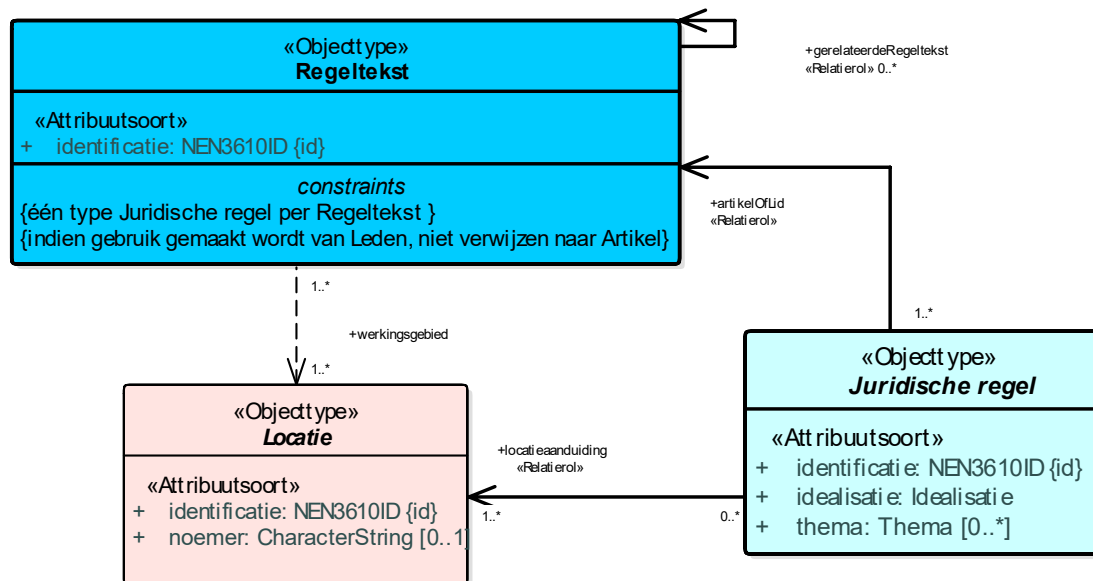 «Objecttype»
Regeltekst
«Attribuutsoort»
+ identificatie: NEN3610ID {id}
constraints
{één type Juridische regel per Regeltekst }
{indien gebruik gemaakt wordt van Leden, niet verwijzen naar Artikel}
+gerelateerdeRegeltekst
«Relatierol» 0..*
+artikelOfLid
«Relatierol»
1..*
1..*
+werkingsgebied
1..*
«Objecttype»
Juridische regel
«Attribuutsoort»
+ identificatie: NEN3610ID {id}
+ idealisatie: Idealisatie
+ thema: Thema [0..*]
«Objecttype»
Locatie
«Attribuutsoort»
+ identificatie: NEN3610ID {id}
+ noemer: CharacterString [0..1]
+locatieaanduiding
«Relatierol»
1..*
0..*